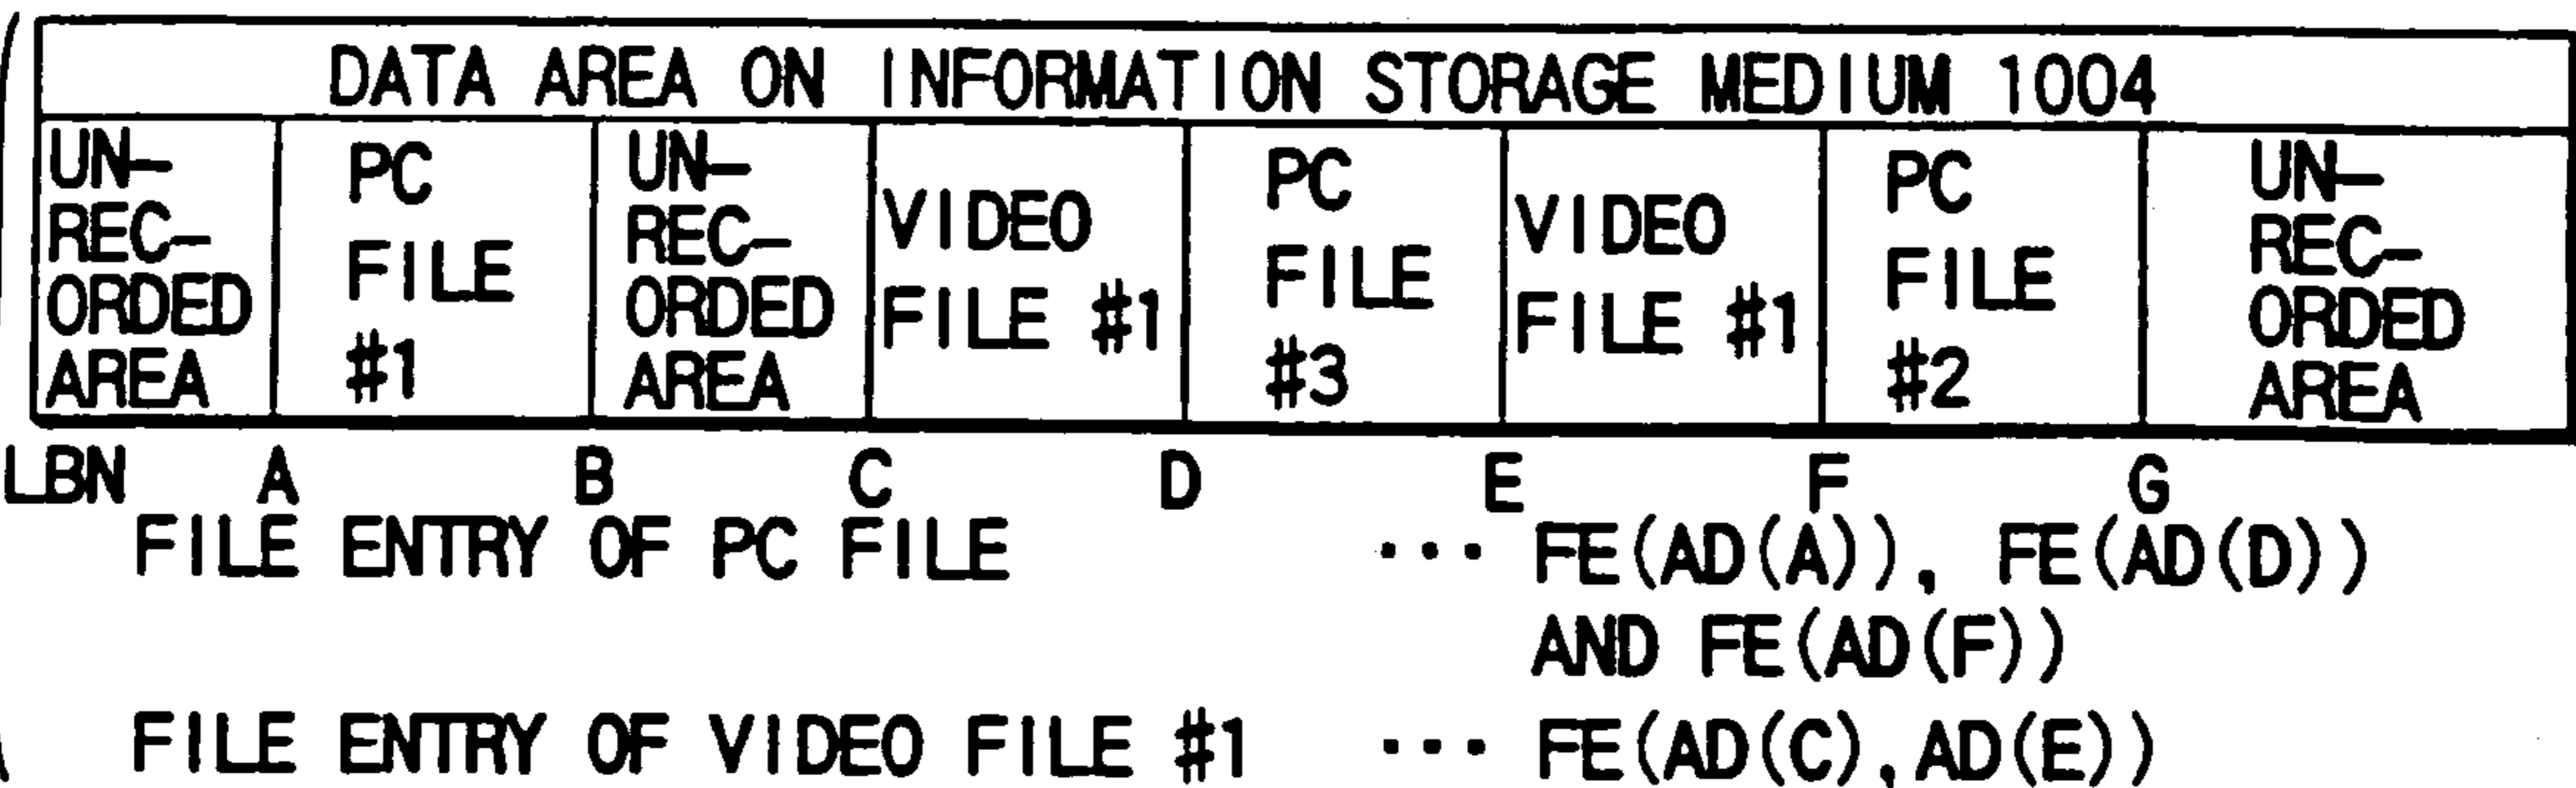 DATA AREA ON INFORMATION STORAGE MEDIUM 1004
UN-
REC-
ORDED
AREA
PC
FILE
#1
UN-
REC-
ORDED
AREA
VIDEO
FILE #1
PC
FILE
#3
VIDEO
FILE #1
PC
FILE
#2
UN-
REC-
ORDED
AREA
LBN A B C D E F G
FILE ENTRY OF PC FILE ··· FE(AD(A)), FE(AD(D))
AND FE(AD(F))
FILE ENTRY OF VIDEO FILE #1 ··· FE(AD(C),AD(E))